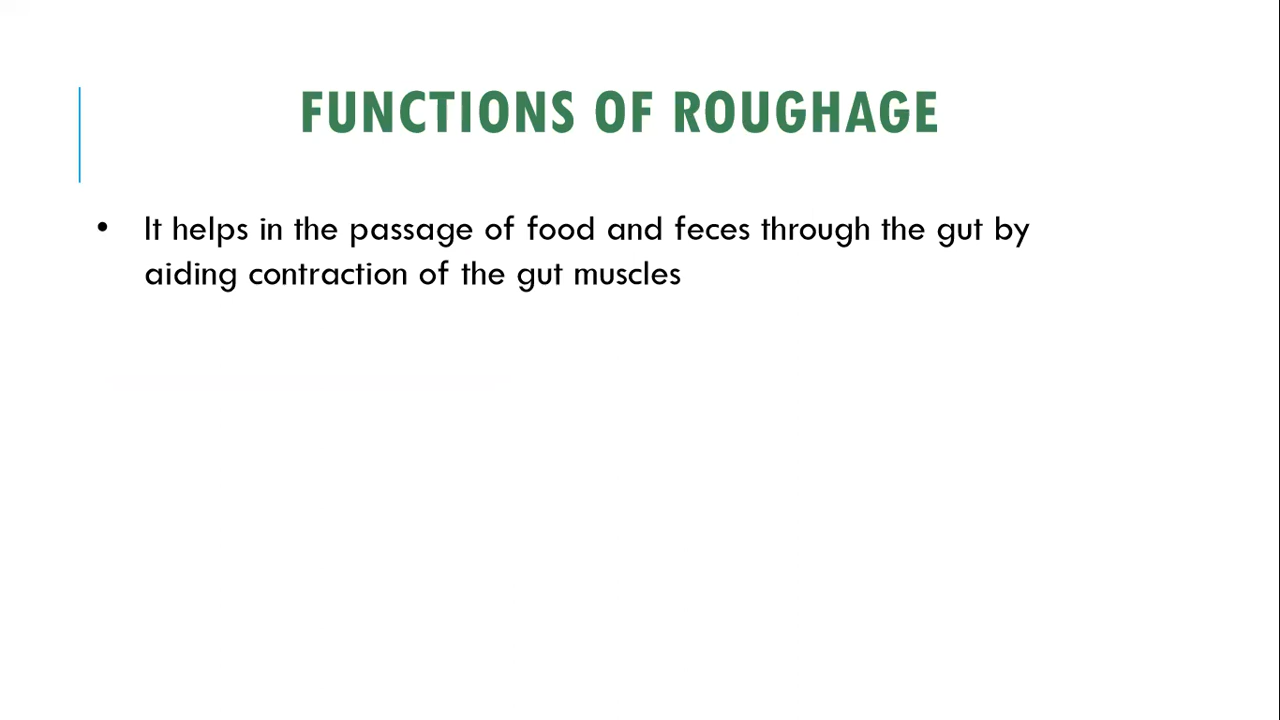 FUNCTIONS OF ROUGHAGE
• It helps in the passage of food and feces through the gut by
aiding contraction of the gut muscles